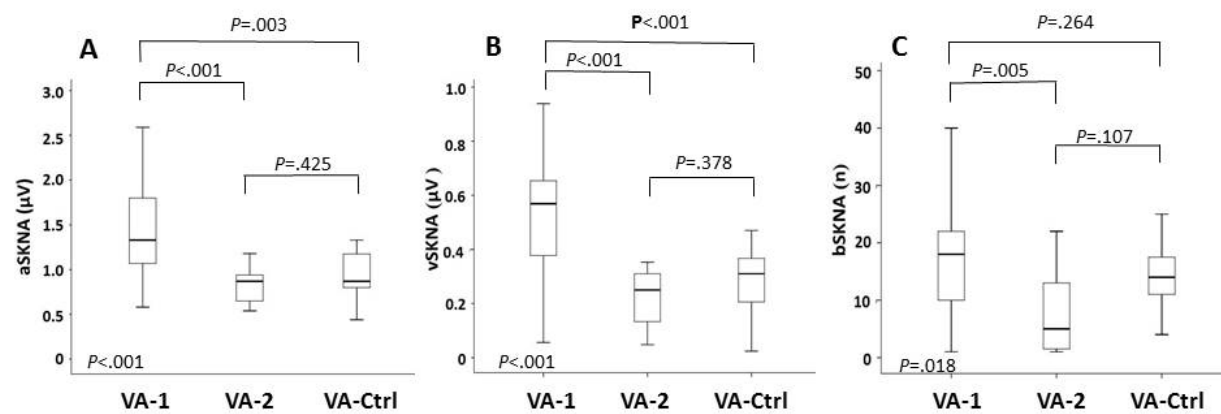 A
P=.003
P<.001
P=.425
aSKNA (μV)
3.0
2.5
2.0
1.5
1.0
0.5
0
P<.001
VA-1 VA-2 VA-Ctrl
B
P<.001
P<.001
P=.378
vSKNA (μV )
1.0
0.8
0.6
0.4
0.2
0
P<.001
VA-1 VA-2 VA-Ctrl
C
P=.264
P=.005
P=.107
bSKNA (n)
50
40
30
20
10
0
P=.018
VA-1 VA-2 VA-Ctrl